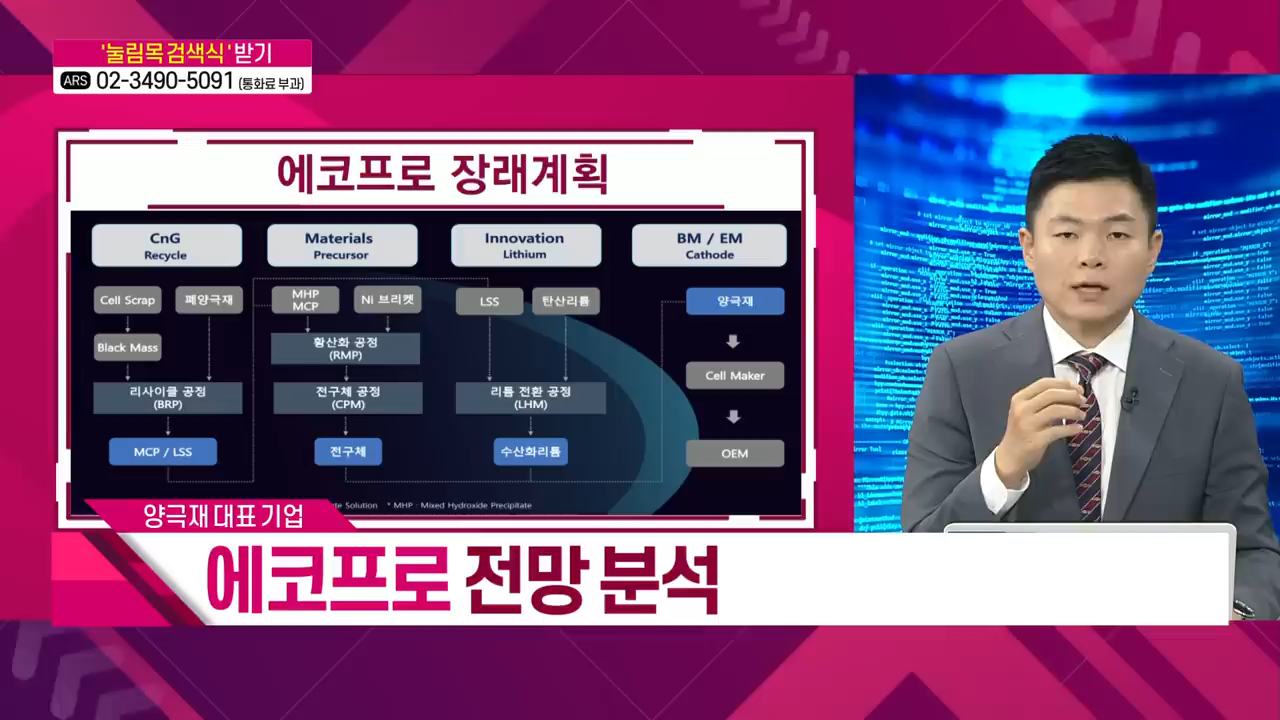 '눌림목 검색식' 받기
ARS 02-3490-5091 (통화료 부과)
에코프로 장래계획
CnG
Recycle
Materials
Precursor
Innovation
Lithium
BM / EM
Cathode
Cell Scrap
폐양극재
MHP
MCP
Ni 브리켓
LSS
탄산리튬
양극재
Black Mass
황산화 공정
(RMP)
Cell Maker
리사이클 공정
(BRP)
전구체 공정
(CPM)
리튬 전환 공정
(LHM)
MCP / LSS
전구체
수산화리튬
OEM
te Solution * MHP : Mixed Hydroxide Precipitate
양극재 대표 기업
에코프로 전망 분석